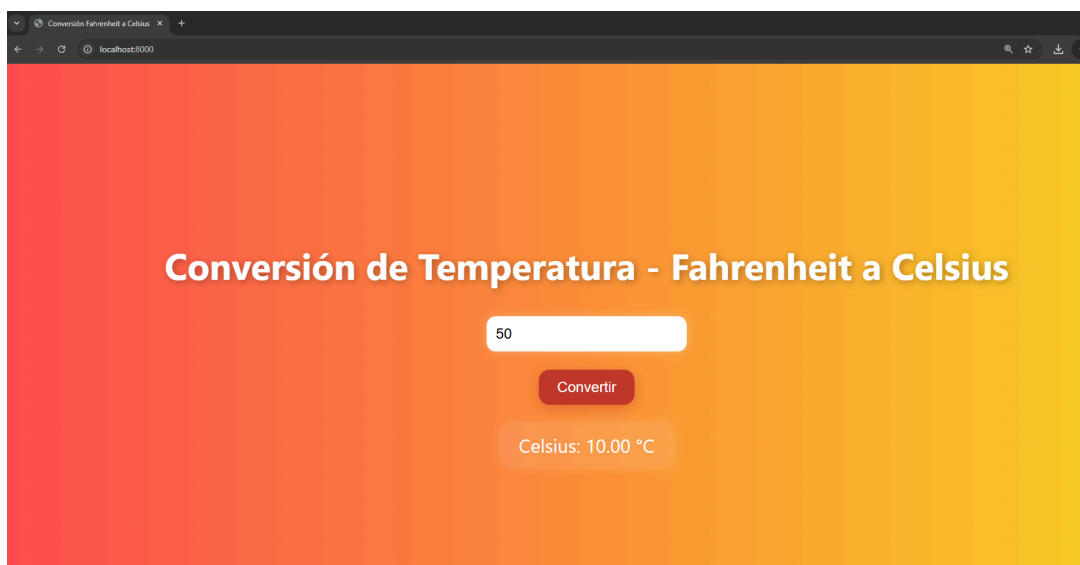 Conversión Fahrenheit a Celsius
localhost:8000
Conversión de Temperatura - Fahrenheit a Celsius
50
Convertir
Celsius: 10.00 °C